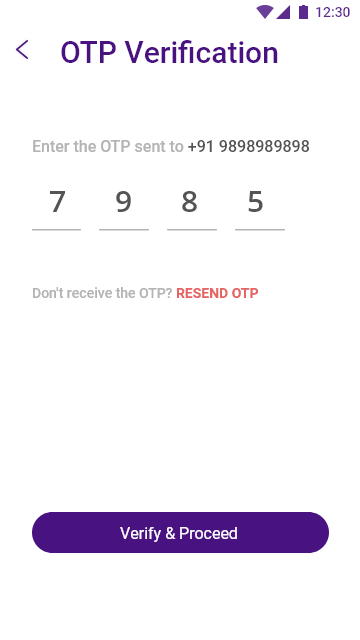 12:30
OTP Verification
Enter the OTP sent to +91 9898989898
7 9 8 5
Don't receive the OTP? RESEND OTP
Verify & Proceed